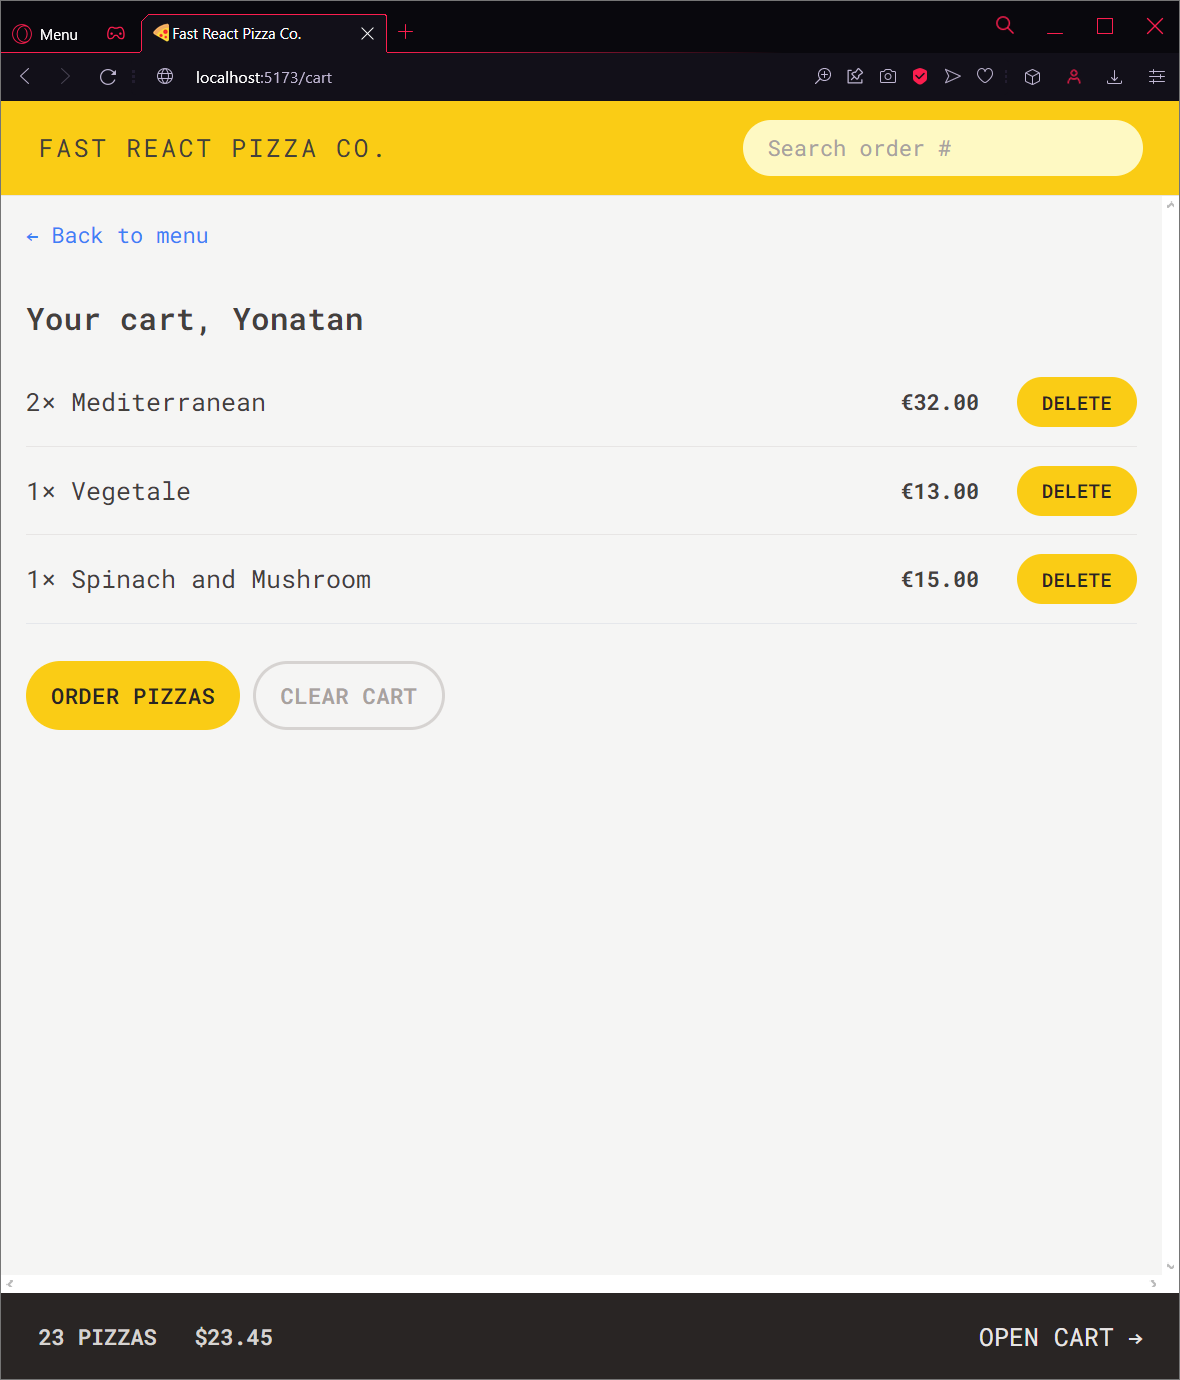 Menu
Fast React Pizza Co.
localhost:5173/cart
FAST REACT PIZZA CO.
Search order #
← Back to menu
Your cart, Yonatan
2× Mediterranean €32.00 DELETE
1× Vegetale €13.00 DELETE
1× Spinach and Mushroom €15.00 DELETE
ORDER PIZZAS CLEAR CART
23 PIZZAS $23.45 OPEN CART →